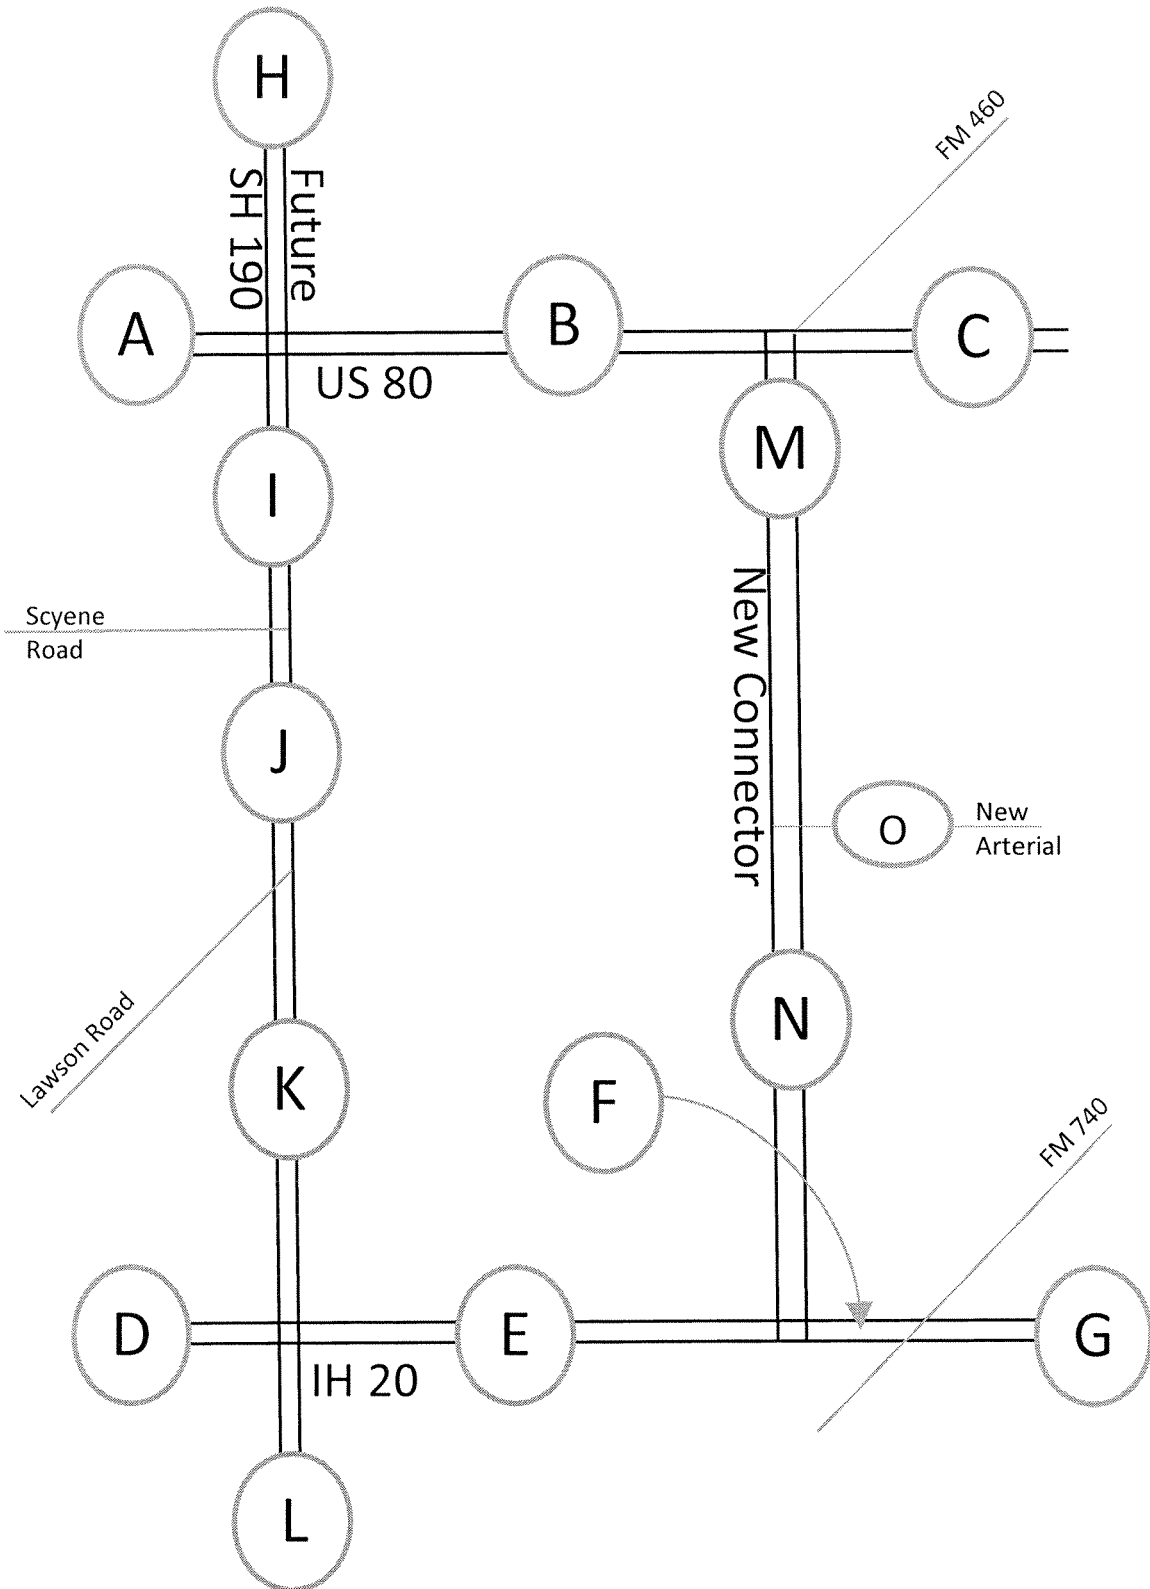 H
FM 460
Future
SH 190
A
B
C
US 80
M
I
New Connector
Scyene
Road
J
O
New
Arterial
Lawson Road
N
K
F
FM 740
D
E
G
IH 20
L